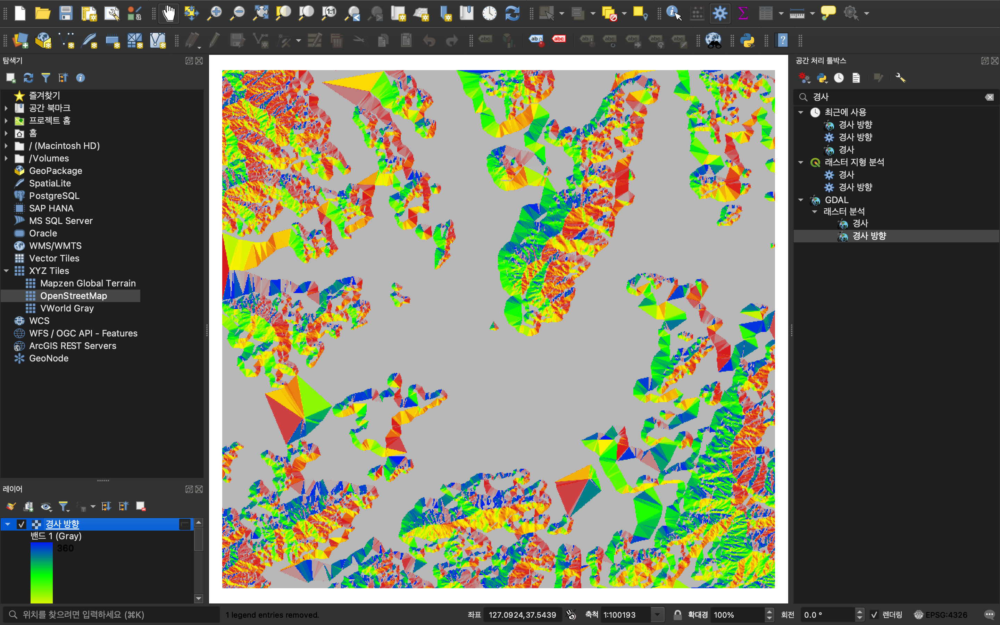 탐색기
즐겨찾기
공간 북마크
프로젝트 홈
홈
/ (Macintosh HD)
/Volumes
GeoPackage
SpatiaLite
PostgreSQL
SAP HANA
MS SQL Server
Oracle
WMS/WMTS
Vector Tiles
XYZ Tiles
Mapzen Global Terrain
OpenStreetMap
VWorld Gray
WCS
WFS / OGC API - Features
ArcGIS REST Servers
GeoNode
레이어
경사 방향
밴드 1 (Gray)
360
공간 처리 툴박스
경사
최근에 사용
경사 방향
경사 방향
경사
래스터 지형 분석
경사
경사 방향
GDAL
래스터 분석
경사
경사 방향
위치를 찾으려면 입력하세요 (⌘K)
1 legend entries removed.
좌표 127.0924,37.5439
축척 1:100193
확대경 100%
회전 0.0 °
렌더링
EPSG:4326